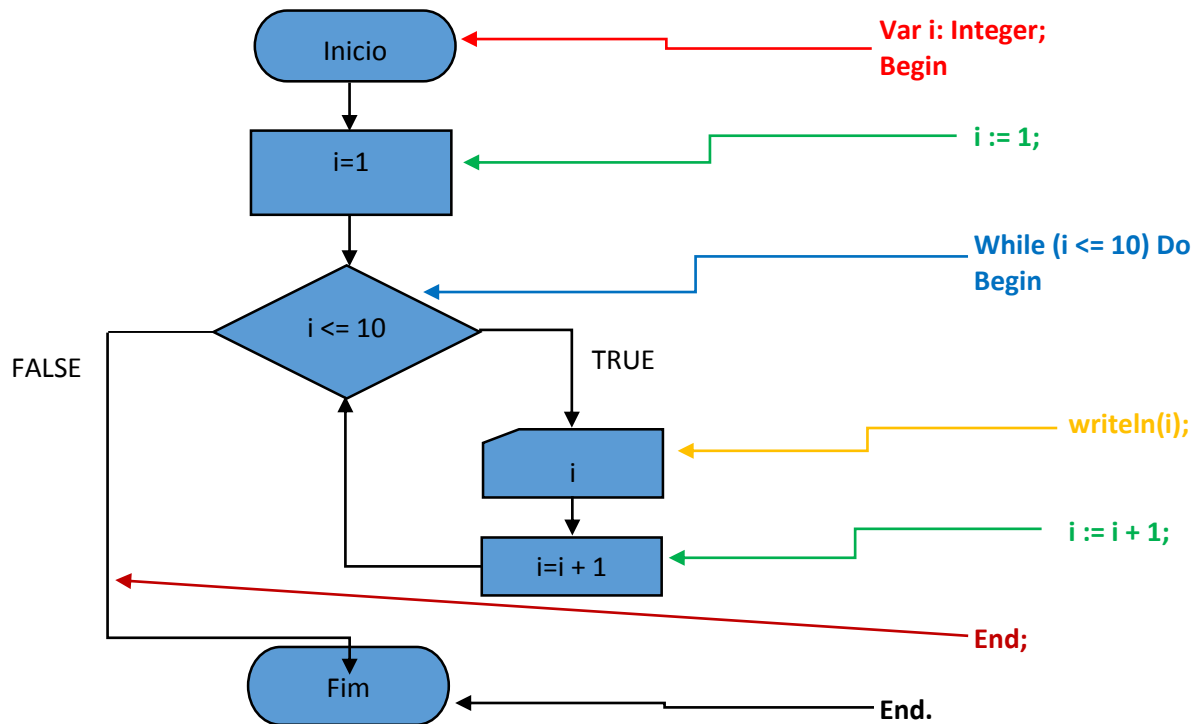 Inicio
Var i: Integer;
Begin
i=1
i := 1;
While (i <= 10) Do
Begin
i <= 10
FALSE
TRUE
writeln(i);
i
i := i + 1;
i=i + 1
End;
Fim
End.